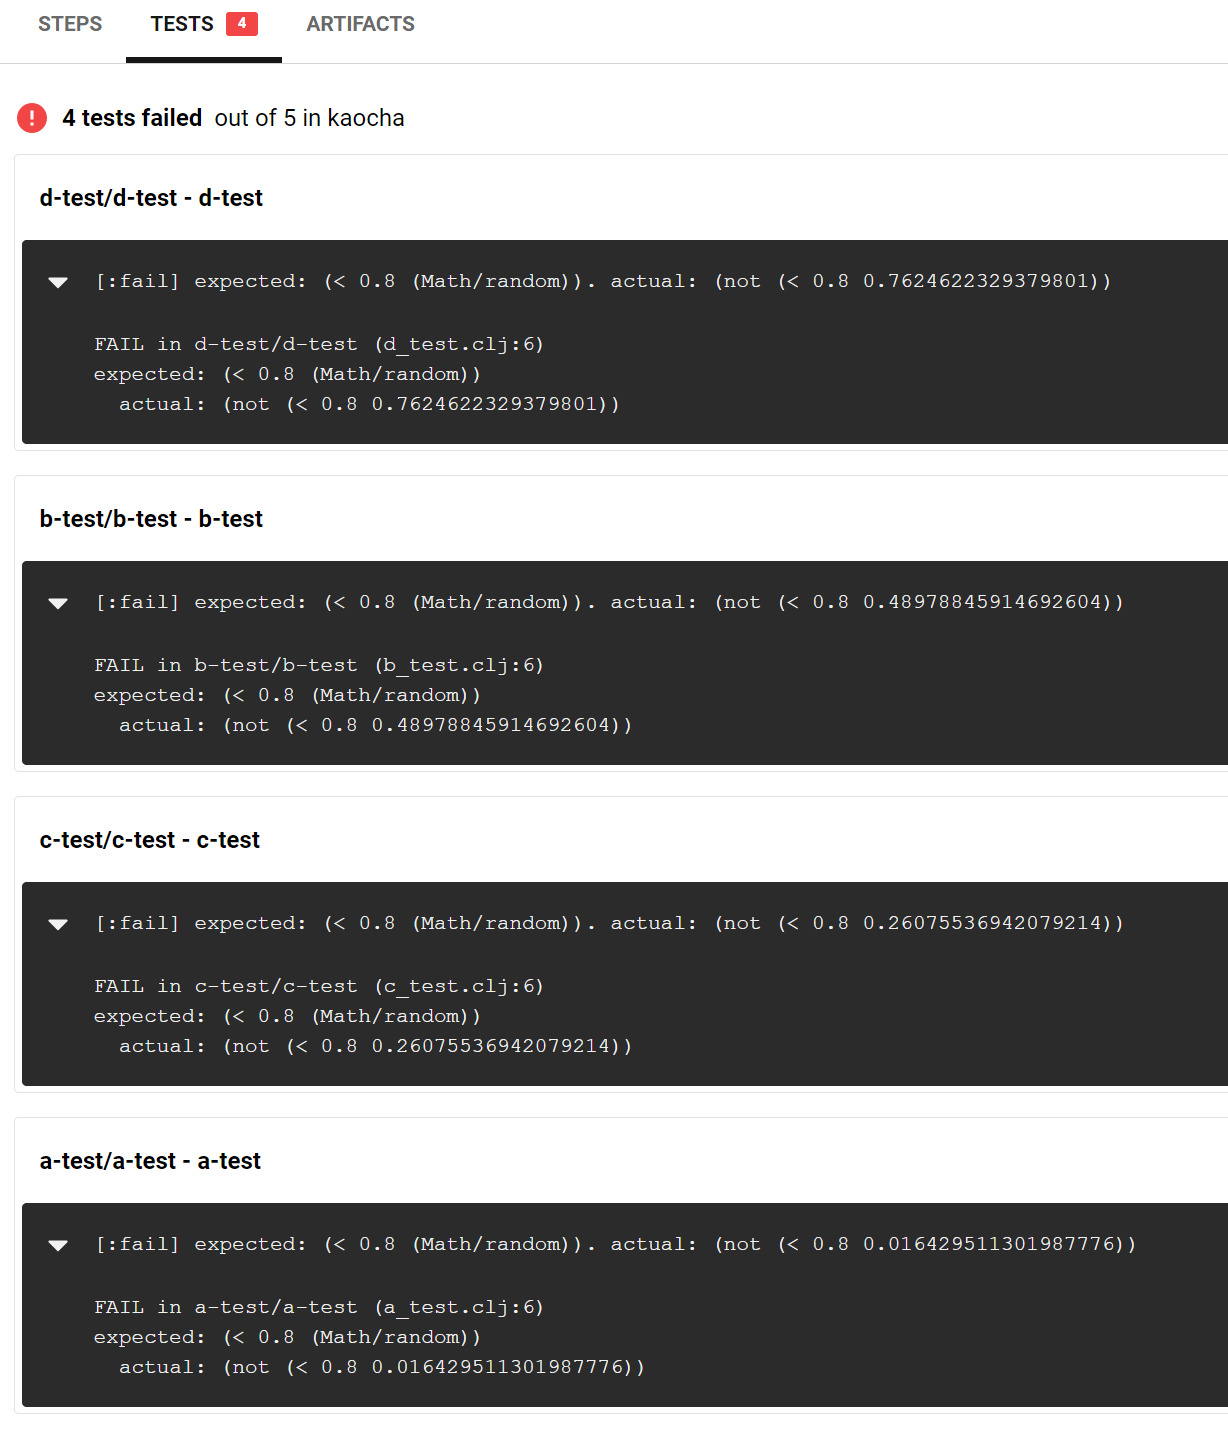 STEPS TESTS 4 ARTIFACTS
! 4 tests failed out of 5 in kaocha
d-test/d-test - d-test
[:fail] expected: (< 0.8 (Math/random)). actual: (not (< 0.8 0.7624622329379801))
FAIL in d-test/d-test (d_test.clj:6)
expected: (< 0.8 (Math/random))
actual: (not (< 0.8 0.7624622329379801))
b-test/b-test - b-test
[:fail] expected: (< 0.8 (Math/random)). actual: (not (< 0.8 0.48978845914692604))
FAIL in b-test/b-test (b_test.clj:6)
expected: (< 0.8 (Math/random))
actual: (not (< 0.8 0.48978845914692604))
c-test/c-test - c-test
[:fail] expected: (< 0.8 (Math/random)). actual: (not (< 0.8 0.26075536942079214))
FAIL in c-test/c-test (c_test.clj:6)
expected: (< 0.8 (Math/random))
actual: (not (< 0.8 0.26075536942079214))
a-test/a-test - a-test
[:fail] expected: (< 0.8 (Math/random)). actual: (not (< 0.8 0.016429511301987776))
FAIL in a-test/a-test (a_test.clj:6)
expected: (< 0.8 (Math/random))
actual: (not (< 0.8 0.016429511301987776))